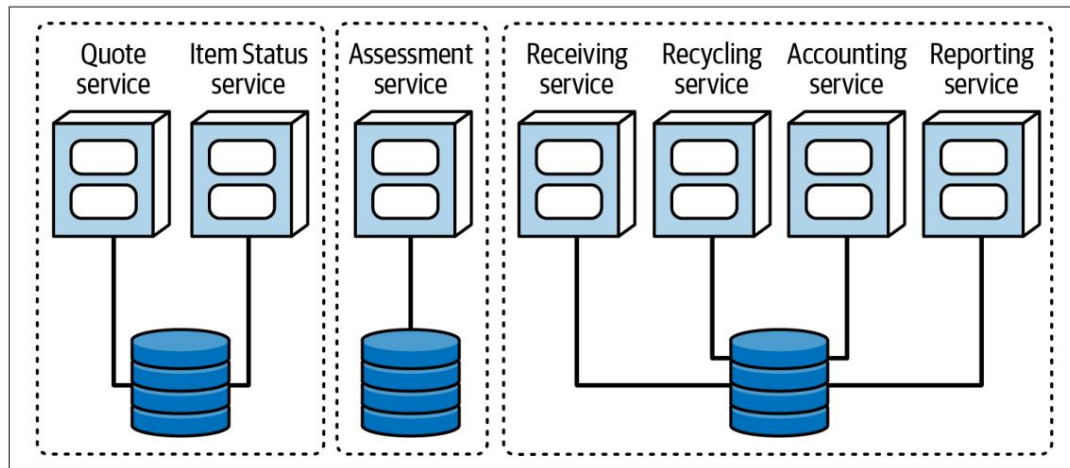 Quote
service
Item Status
service
Assessment
service
Receiving
service
Recycling
service
Accounting
service
Reporting
service